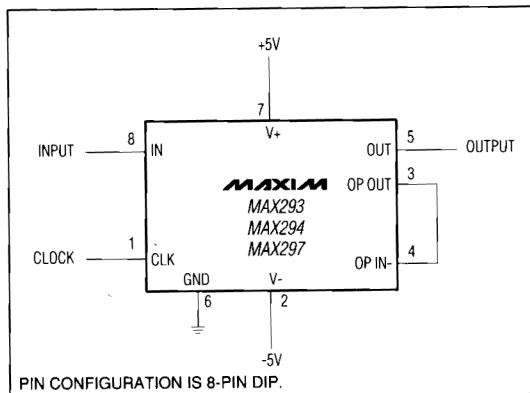 +5V
7
V+
INPUT 8 IN
OUT 5 OUTPUT
MAXIM
OP OUT 3
MAX293
MAX294
MAX297
CLOCK 1 CLK
OP IN- 4
GND V-
6 2
-5V
PIN CONFIGURATION IS 8-PIN DIP.